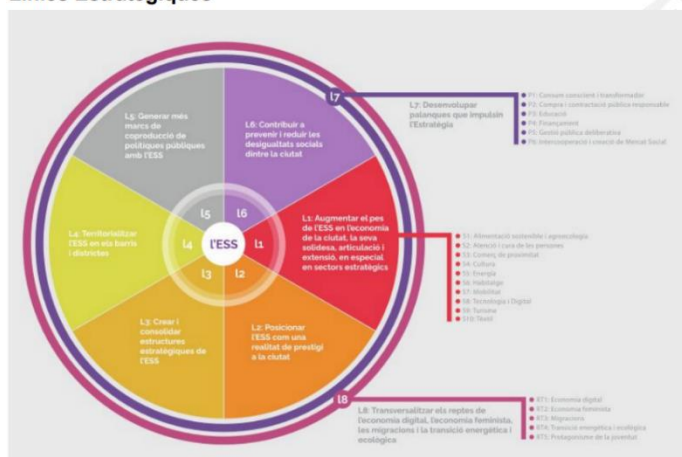 L5: Generar més
marcs de
coproducció de
polítiques públiques
amb l'ESS
L6: Contribuir a
prevenir i reduir les
desigualtats socials
dintre la ciutat
l7
L7: Desenvolupar
palanques que impulsin
l'Estratègia
P1: Consum conscient i transformador
P2: Compra i contractació pública responsable
P3: Educació
P4: Finançament
P5: Gestió pública deliberativa
P6: Intercooperació i creació de Mercat Social
L4: Territorialitzar
l'ESS en els barris
i districtes
l5
l6
l4
l'ESS
l1
l3
l2
L1: Augmentar el pes
de l'ESS en l'economia
de la ciutat, la seva
solidesa, articulació i
extensió, en especial
en sectors estratègics
S1: Alimentació sostenible i agroecologia
S2: Atenció i cura de les persones
S3: Comerç de proximitat
S4: Cultura
S5: Energia
S6: Habitatge
S7: Mobilitat
S8: Tecnologia i Digital
S9: Turisme
S10: Tèxtil
L3: Crear i
consolidar
estructures
estratègiques de
l'ESS
L2: Posicionar
l'ESS com una
realitat de prestigi
a la ciutat
l8
L8: Transversalitzar els reptes de
l'economia digital, l'economia feminista,
les migracions i la transició energètica i
ecològica
RT1: Economia digital
RT2: Economia feminista
RT3: Migracions
RT4: Transició energètica i ecològica
RT5: Protagonisme de la joventut